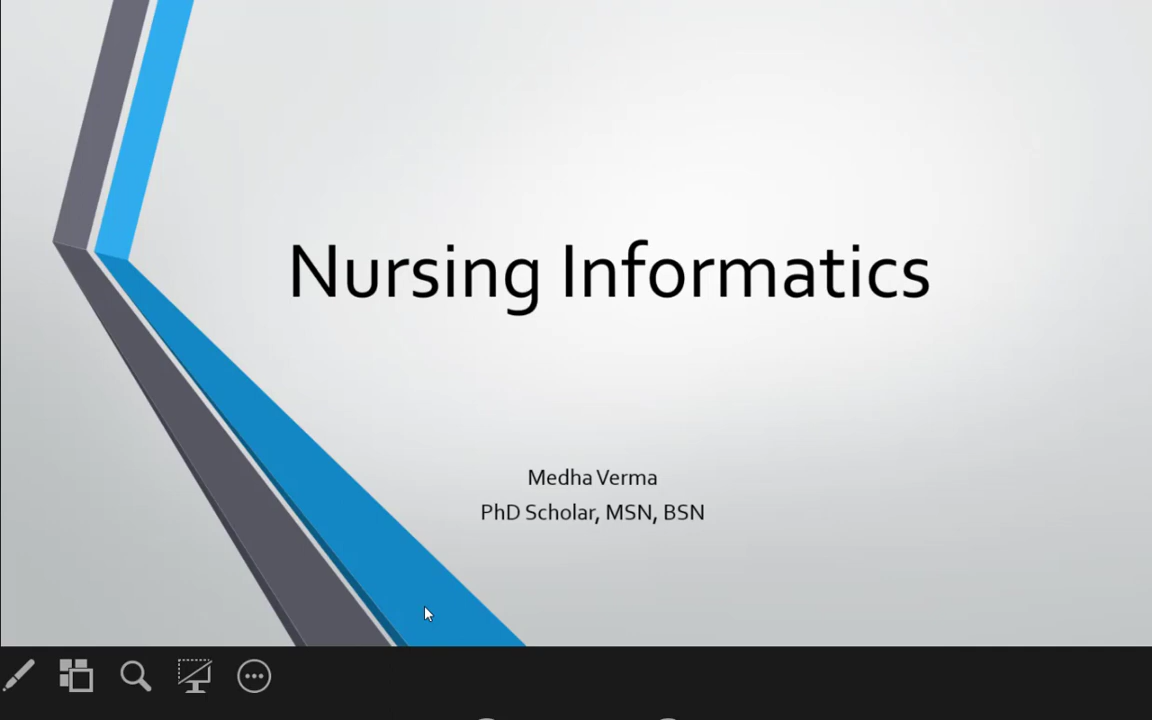 Nursing Informatics
Medha Verma
PhD Scholar, MSN, BSN